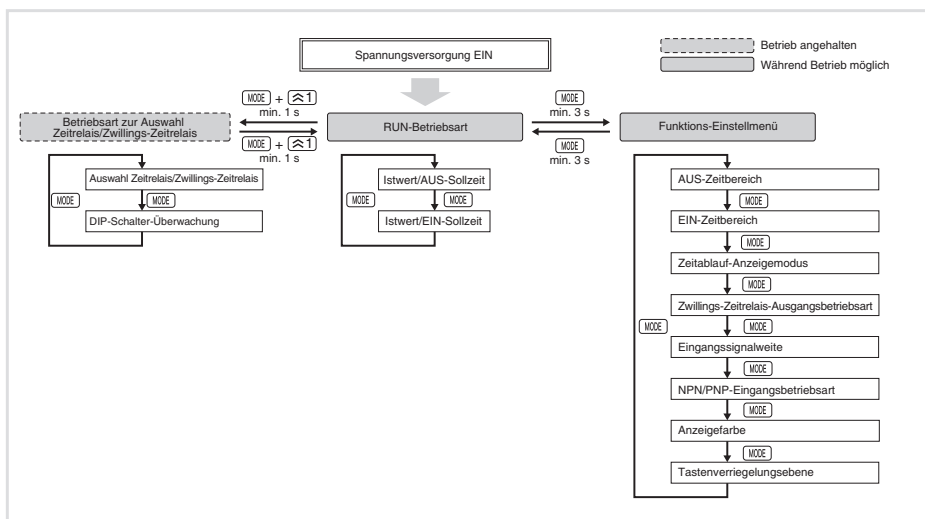 Spannungsversorgung EIN
Betrieb angehalten
Während Betrieb möglich
MODE + 1
min. 1 s
MODE + 1
min. 1 s
MODE
min. 3 s
MODE
min. 3 s
Betriebsart zur Auswahl
Zeitrelais/Zwillings-Zeitrelais
RUN-Betriebsart
Funktions-Einstellmenü
Auswahl Zeitrelais/Zwillings-Zeitrelais
MODE
MODE
DIP-Schalter-Überwachung
Istwert/AUS-Sollzeit
MODE
MODE
Istwert/EIN-Sollzeit
AUS-Zeitbereich
MODE
EIN-Zeitbereich
MODE
Zeitablauf-Anzeigemodus
MODE
Zwillings-Zeitrelais-Ausgangsbetriebsart
MODE
MODE
Eingangssignalweite
MODE
NPN/PNP-Eingangsbetriebsart
MODE
Anzeigefarbe
MODE
Tastenverriegelungsebene